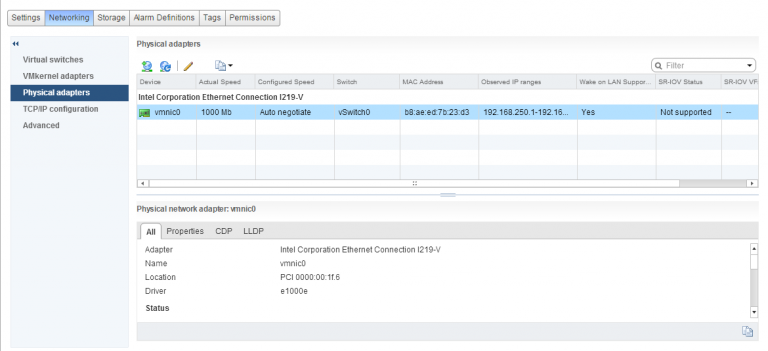 Settings Networking Storage Alarm Definitions Tags Permissions
Virtual switches
VMkernel adapters
Physical adapters
TCP/IP configuration
Advanced
Physical adapters
Filter
Device Actual Speed Configured Speed Switch MAC Address Observed IP ranges Wake on LAN Suppor... SR-IOV Status SR-IOV VF
Intel Corporation Ethernet Connection I219-V
vmnic0 1000 Mb Auto negotiate vSwitch0 b8:ae:ed:7b:23:d3 192.168.250.1-192.16... Yes Not supported --
Physical network adapter: vmnic0
All Properties CDP LLDP
Adapter Intel Corporation Ethernet Connection I219-V
Name vmnic0
Location PCI 0000:00:1f.6
Driver e1000e
Status